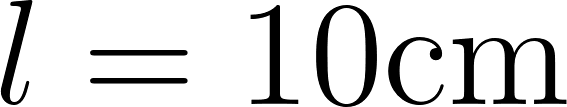 l = 10cm